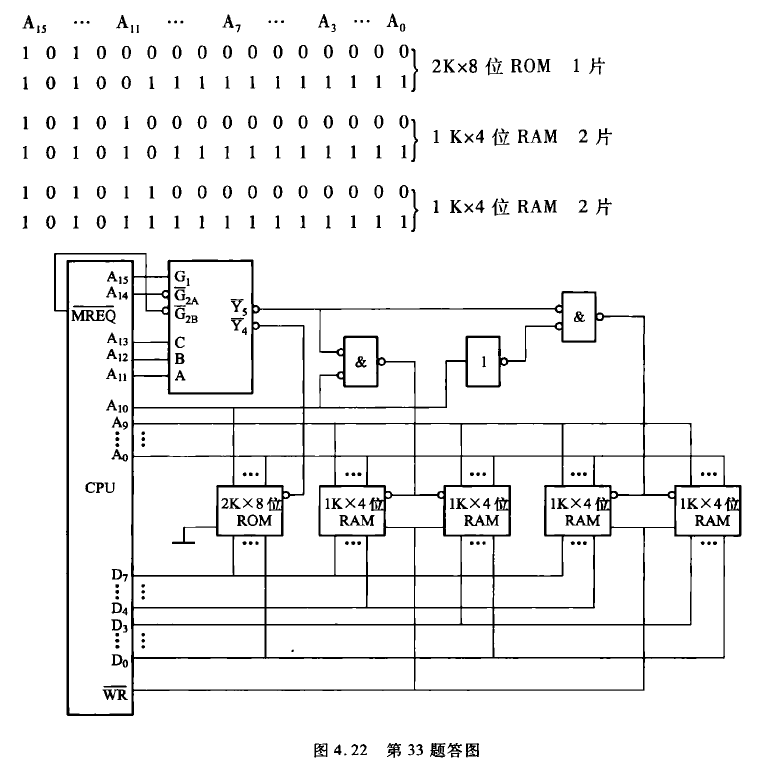 A15 … A11 … A7 … A3 … A0
1 0 1 0 0 0 0 0 0 0 0 0 0 0 0 0
1 0 1 0 0 1 1 1 1 1 1 1 1 1 1 1
2K×8 位 ROM 1 片
1 0 1 0 1 0 0 0 0 0 0 0 0 0 0 0
1 0 1 0 1 0 1 1 1 1 1 1 1 1 1 1
1 K×4 位 RAM 2 片
1 0 1 0 1 1 0 0 0 0 0 0 0 0 0 0
1 0 1 0 1 1 1 1 1 1 1 1 1 1 1 1
1 K×4 位 RAM 2 片
A15
A14
M̅R̅E̅Q̅
A13
A12
A11
A10
A9
⋮ ⋮ ⋮
A0
CPU
D7
⋮ ⋮ ⋮
D4
D3
⋮ ⋮ ⋮
D0
W̅R̅
G1
G̅2A
G̅2B
C
B
A
Y̅5
Y̅4
&
1
&
…
2K×8 位
ROM
…
…
1K×4 位
RAM
…
…
1K×4 位
RAM
…
…
1K×4 位
RAM
…
…
1K×4 位
RAM
…
图 4.22 第 33 题答图